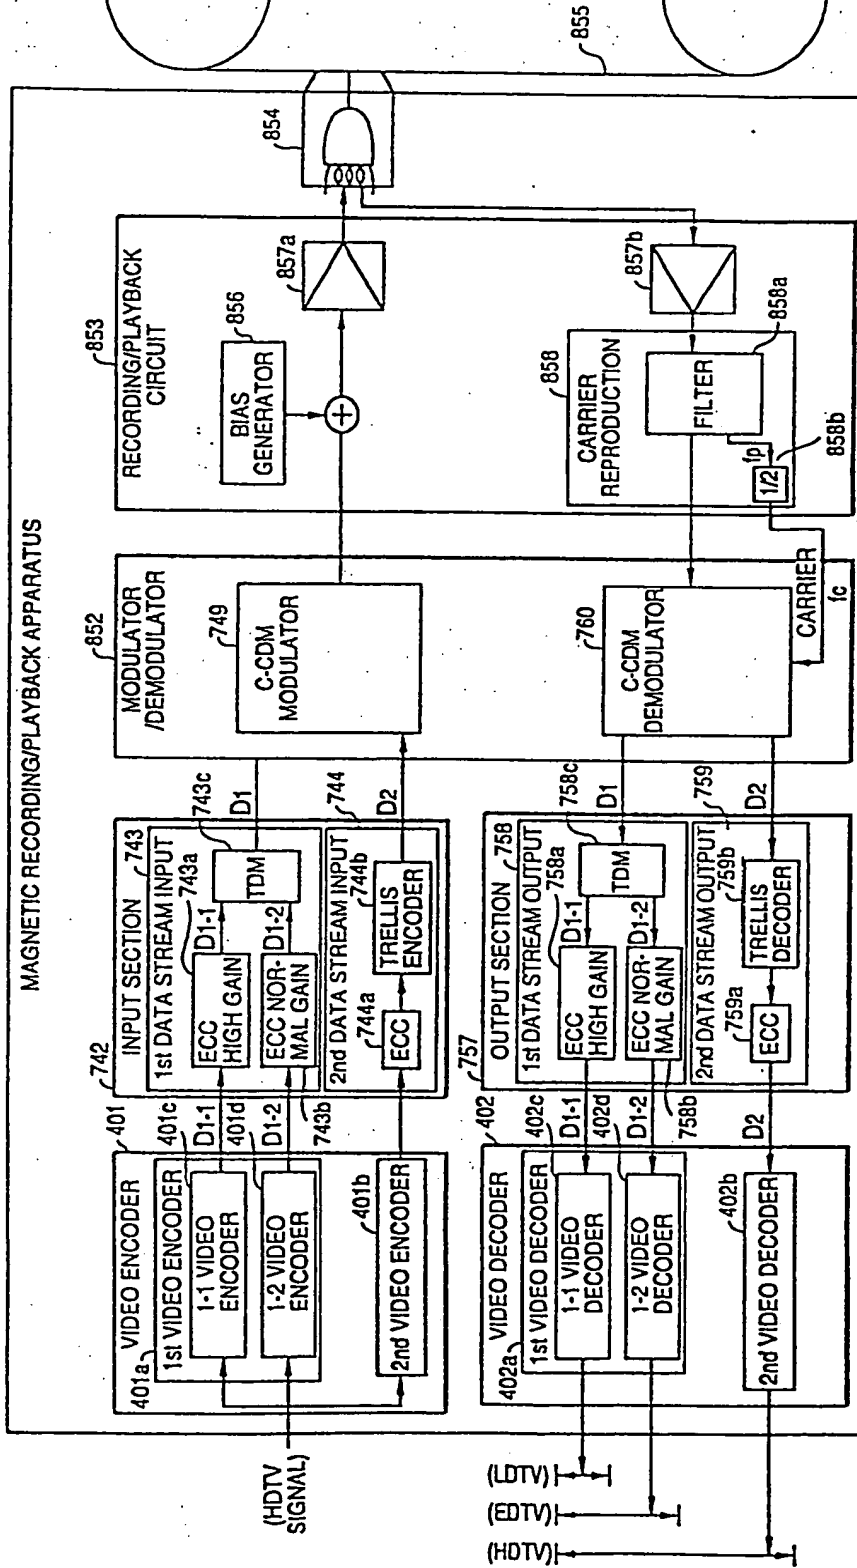 MAGNETIC RECORDING/PLAYBACK APPARATUS
(HDTV
SIGNAL)
401
VIDEO ENCODER
401a
1st VIDEO ENCODER
401c
1-1 VIDEO
ENCODER
401d
1-2 VIDEO
ENCODER
401b
2nd VIDEO ENCODER
D1-1
D1-2
742
INPUT SECTION
743
1st DATA STREAM INPUT
743a
ECC
HIGH GAIN
743b
ECC NOR-
MAL GAIN
D1-1
D1-2
743c
TDM
744
2nd DATA STREAM INPUT
744a
ECC
744b
TRELLIS
ENCODER
D1
D2
852
MODULATOR
/DEMODULATOR
749
C-CDM
MODULATOR
760
C-CDM
DEMODULATOR
CARRIER
fc
853
RECORDING/PLAYBACK
CIRCUIT
856
BIAS
GENERATOR
+
857a
854
855
857b
858
CARRIER
REPRODUCTION
858a
FILTER
fp
1/2
858b
402
VIDEO DECODER
402a
1st VIDEO DECODER
402c
1-1 VIDEO
DECODER
402d
1-2 VIDEO
DECODER
402b
2nd VIDEO DECODER
D1-1
D1-2
D2
757
OUTPUT SECTION
758
1st DATA STREAM OUTPUT
758a
ECC
HIGH GAIN
758b
ECC NOR-
MAL GAIN
D1-1
D1-2
758c
TDM
759
2nd DATA STREAM OUTPUT
759a
ECC
759b
TRELLIS
DECODER
D1
D2
(LDTV)
(EDTV)
(HDTV)